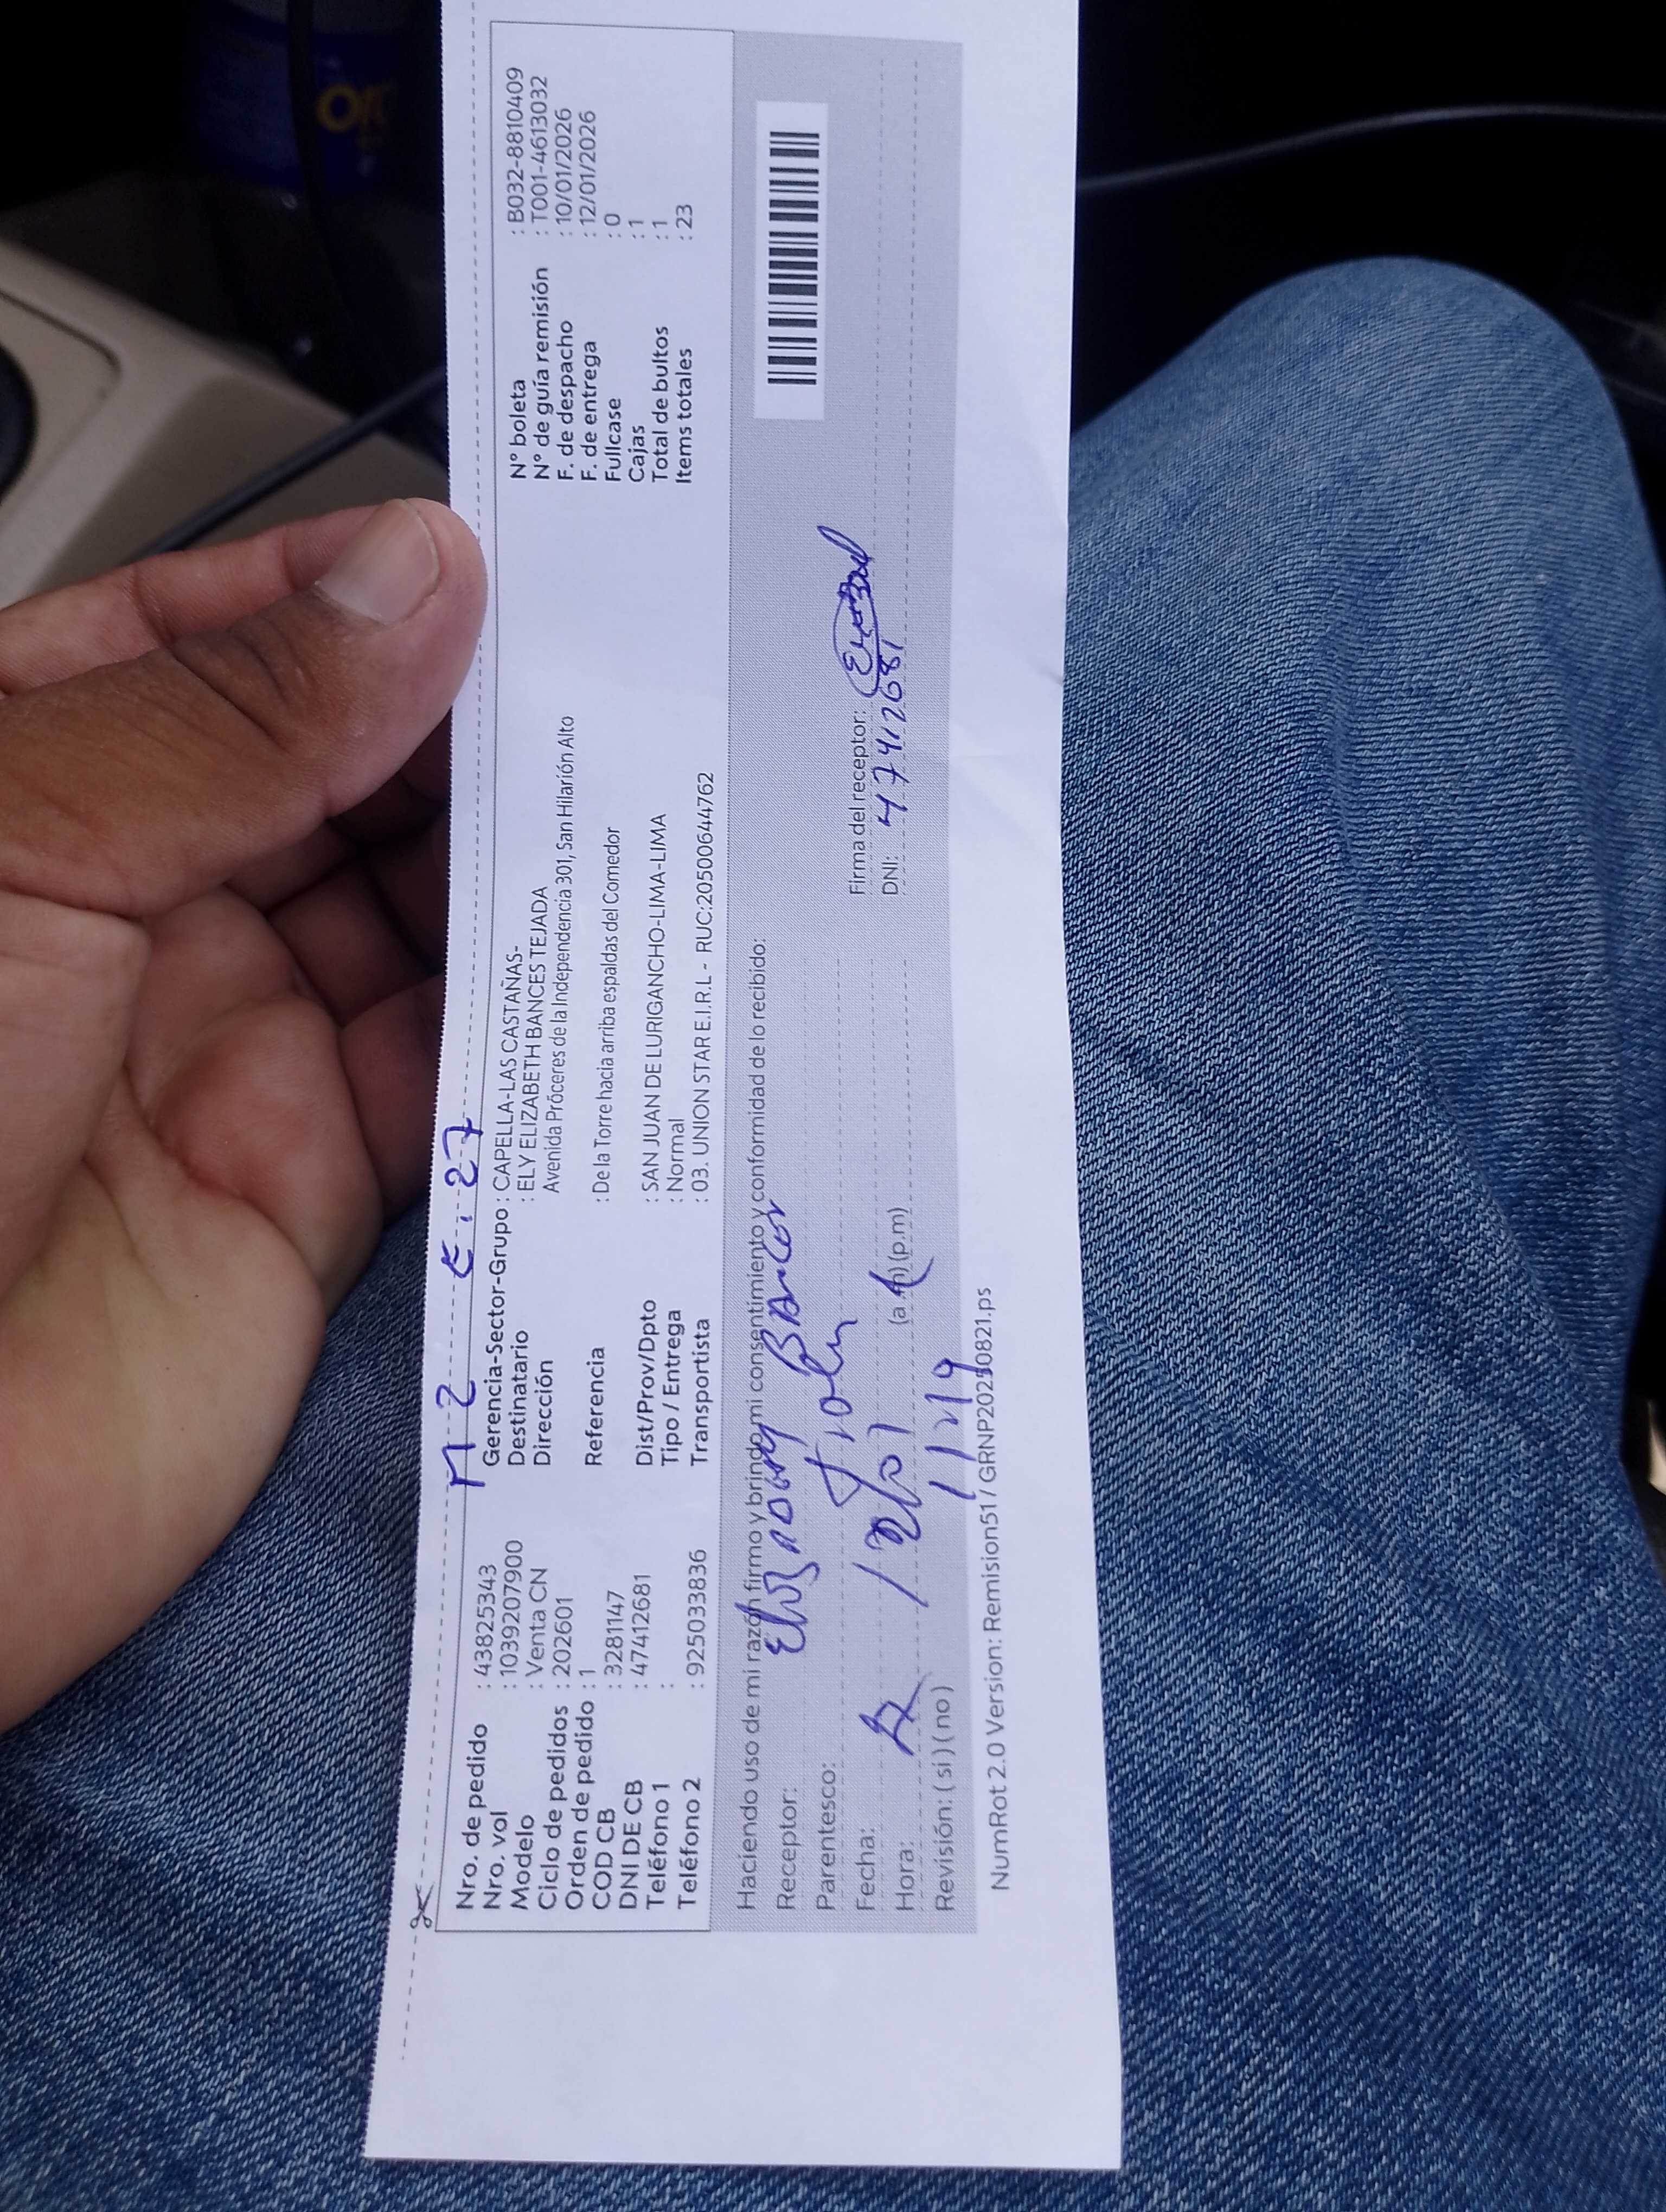 Mz E. 27
Nro. de pedido : 43825343
Nro. vol : 1039207900
Modelo : Venta CN
Ciclo de pedidos : 202601
Orden de pedido : 1
COD CB : 3281147
DNI DE CB : 47412681
Teléfono 1 :
Teléfono 2 : 925033836
Gerencia-Sector-Grupo : CAPELLA-LAS CASTAÑAS-
Destinatario : ELY ELIZABETH BANCES TEJADA
Dirección Avenida Próceres de la Independencia 301, San Hilarión Alto
Referencia : De la Torre hacia arriba espaldas del Comedor
Dist/Prov/Dpto : SAN JUAN DE LURIGANCHO-LIMA-LIMA
Tipo / Entrega : Normal
Transportista : 03. UNION STAR E.I.R.L - RUC:20500644762
N° boleta : B032-8810409
N° de guía remisión : T001-4613032
F. de despacho : 10/01/2026
F. de entrega : 12/01/2026
Fullcase : 0
Cajas : 1
Total de bultos : 1
Items totales : 23
Haciendo uso de mi razón firmo y brindo mi consentimiento y conformidad de lo recibido:
Receptor:
Parentesco:
Fecha:
Hora: (a.m) (p.m)
Revisión: ( si ) ( no )
Firma del receptor:
DNI: 47412681
NumRot 2.0 Version: Remision51 / GRNP20250821.ps